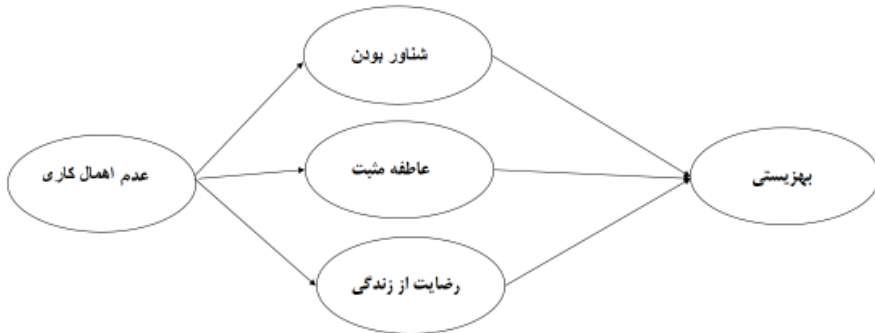 شناور بودن
عدم اهمال کاری
عاطفه مثبت
بهزیستی
رضایت از زندگی